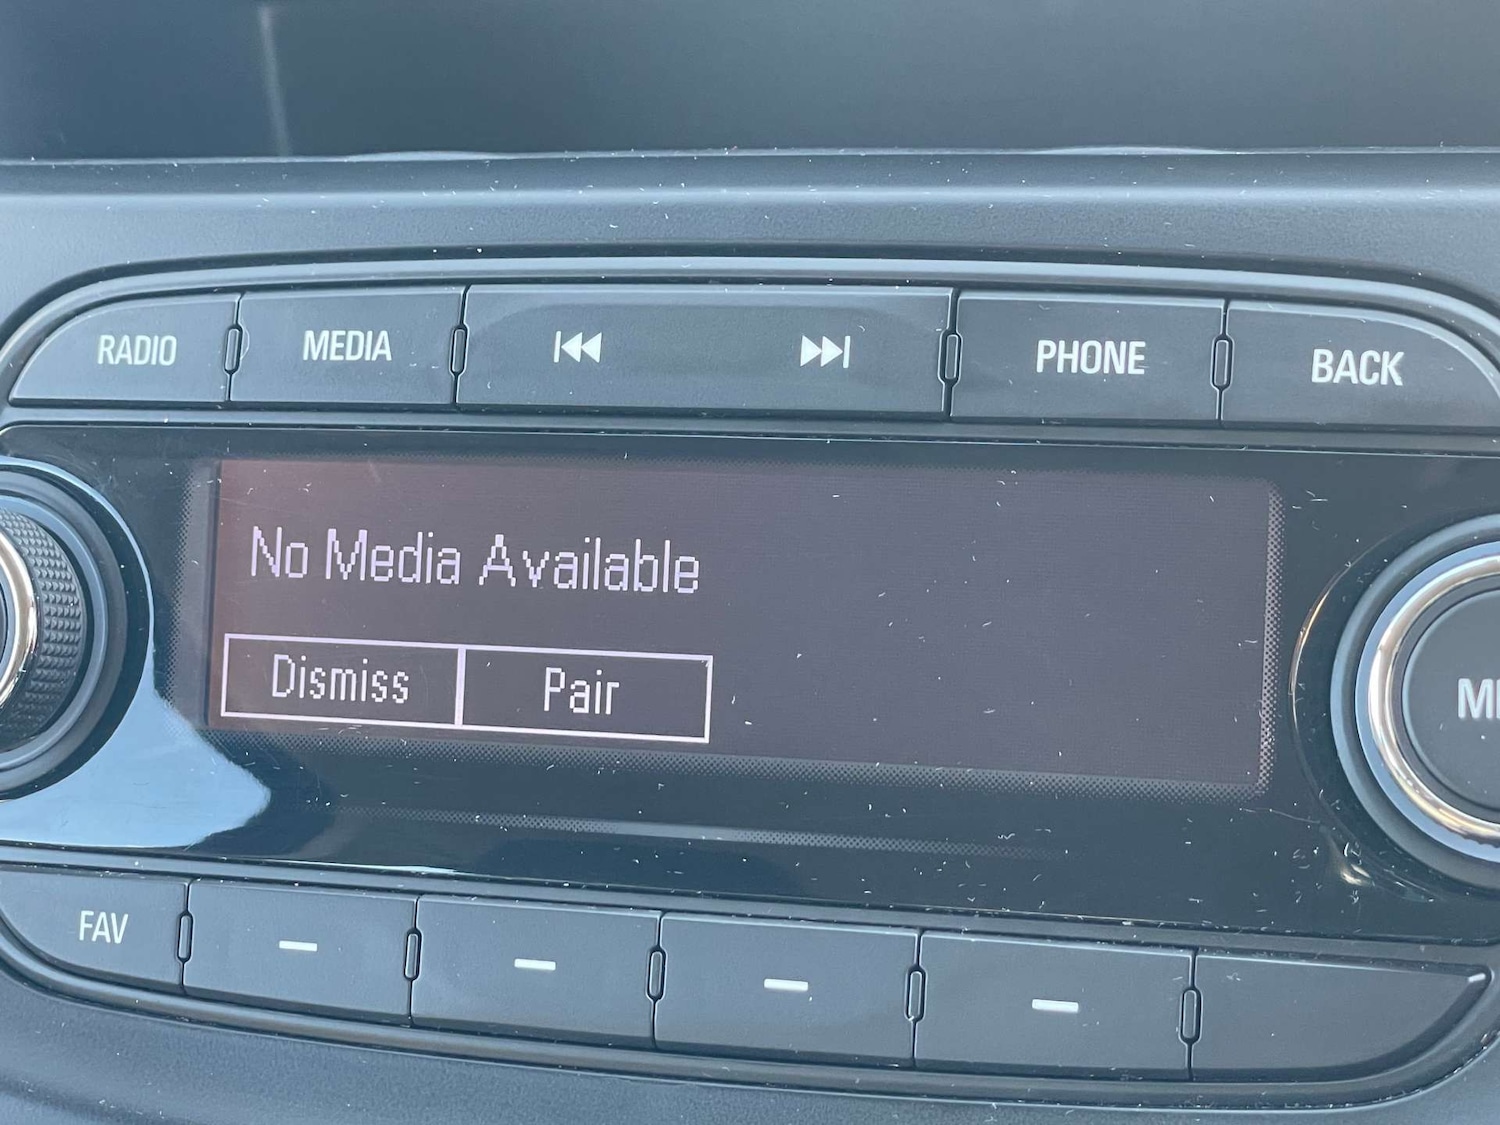 RADIO
MEDIA
PHONE
BACK
No Media Available
Dismiss
Pair
FAV